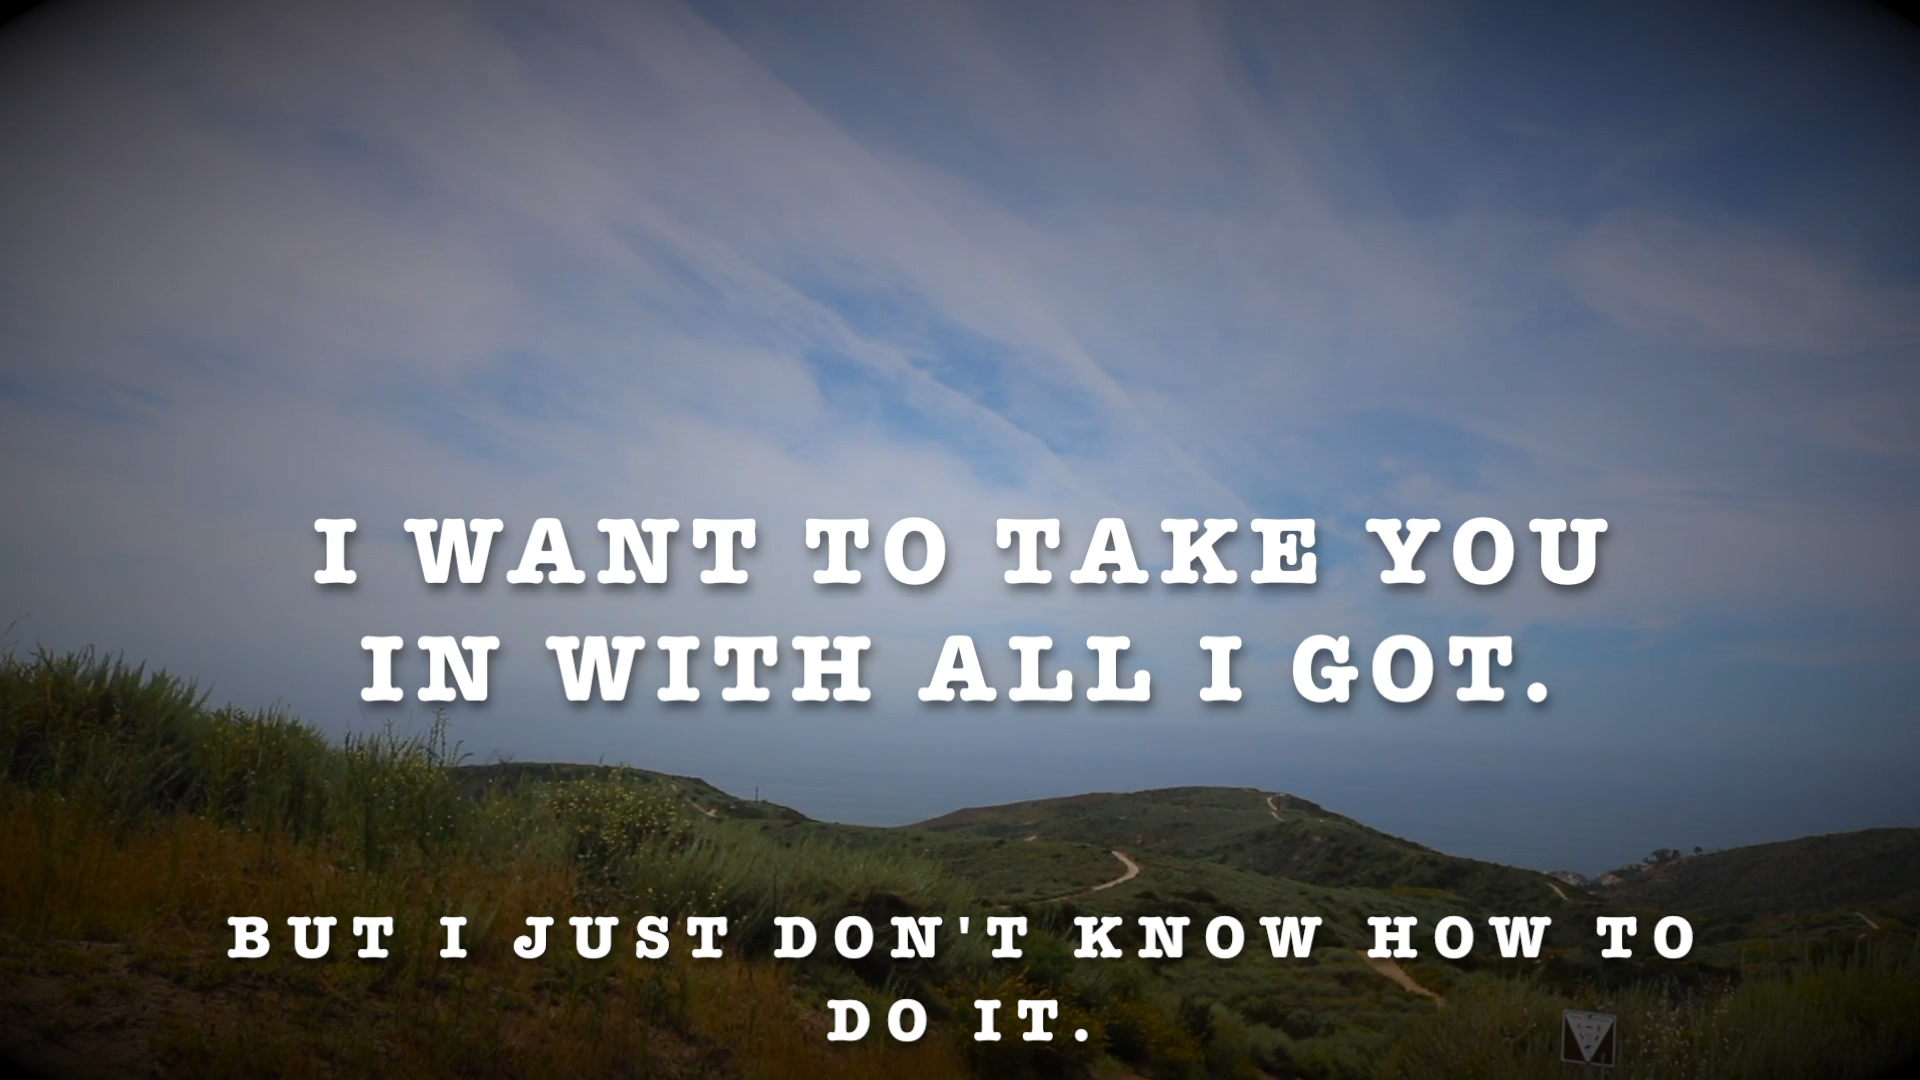 I WANT TO TAKE YOU
IN WITH ALL I GOT.
BUT I JUST DON'T KNOW HOW TO
DO IT.